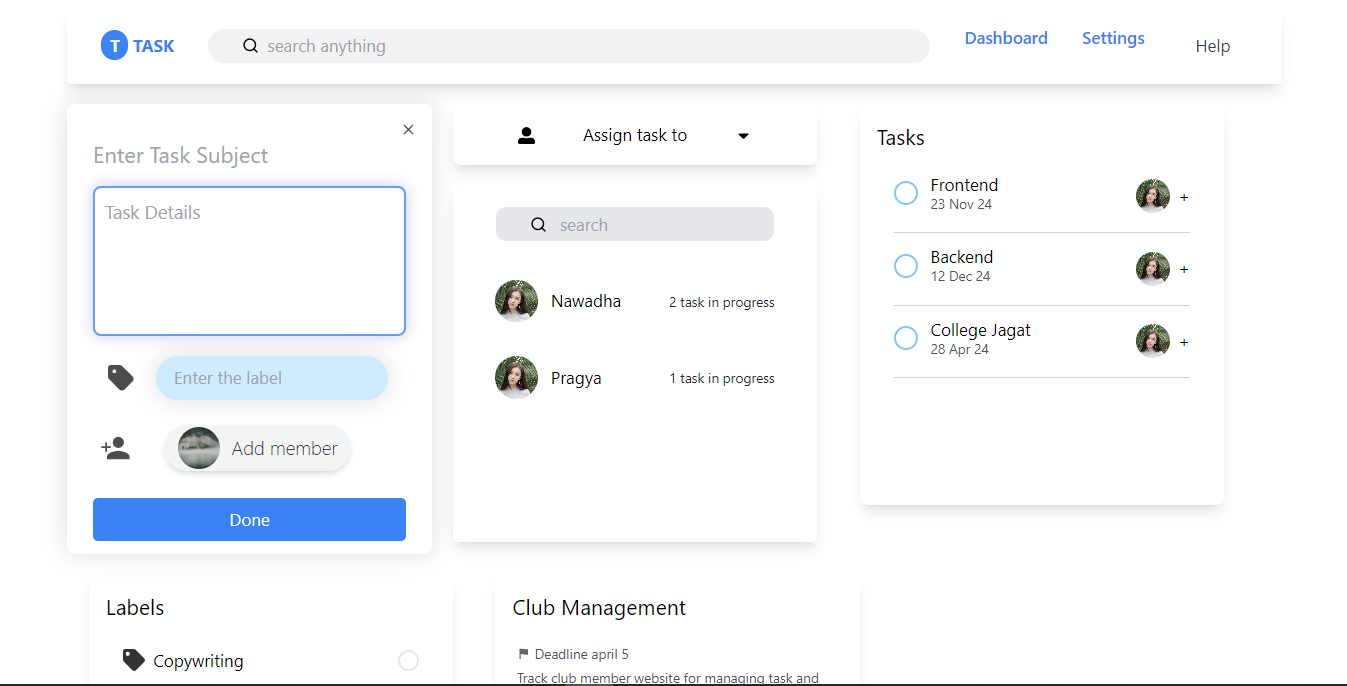 T TASK
search anything
Dashboard
Settings
Help
Enter Task Subject
Task Details
Enter the label
Add member
Done
Assign task to
search
Nawadha
2 task in progress
Pragya
1 task in progress
Tasks
Frontend
23 Nov 24
+
Backend
12 Dec 24
+
College Jagat
28 Apr 24
+
Labels
Copywriting
Club Management
Deadline april 5
Track club member website for managing task and